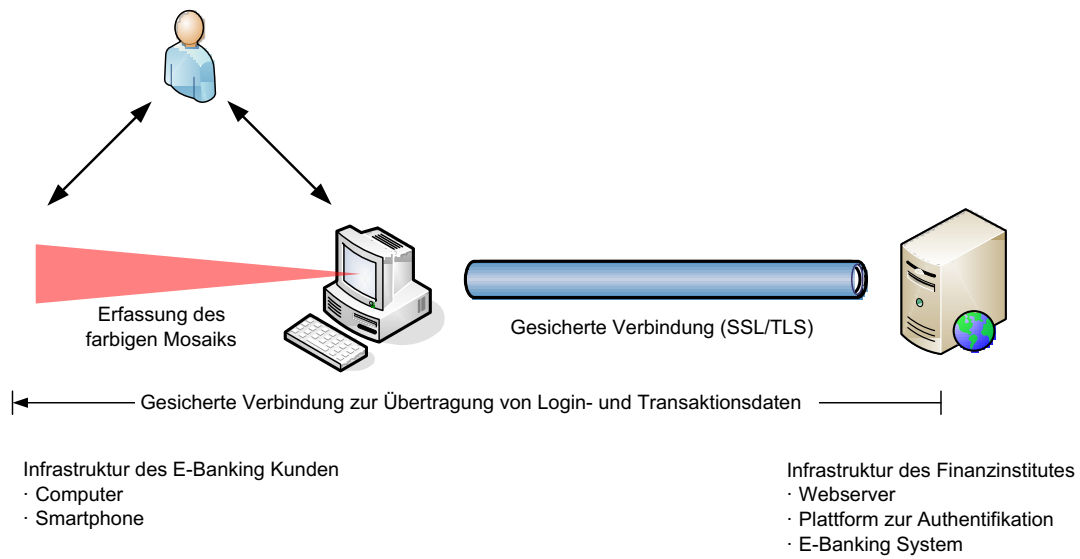 Erfassung des
farbigen Mosaiks
Gesicherte Verbindung (SSL/TLS)
Gesicherte Verbindung zur Übertragung von Login- und Transaktionsdaten
Infrastruktur des E-Banking Kunden
· Computer
· Smartphone
Infrastruktur des Finanzinstitutes
· Webserver
· Plattform zur Authentifikation
· E-Banking System